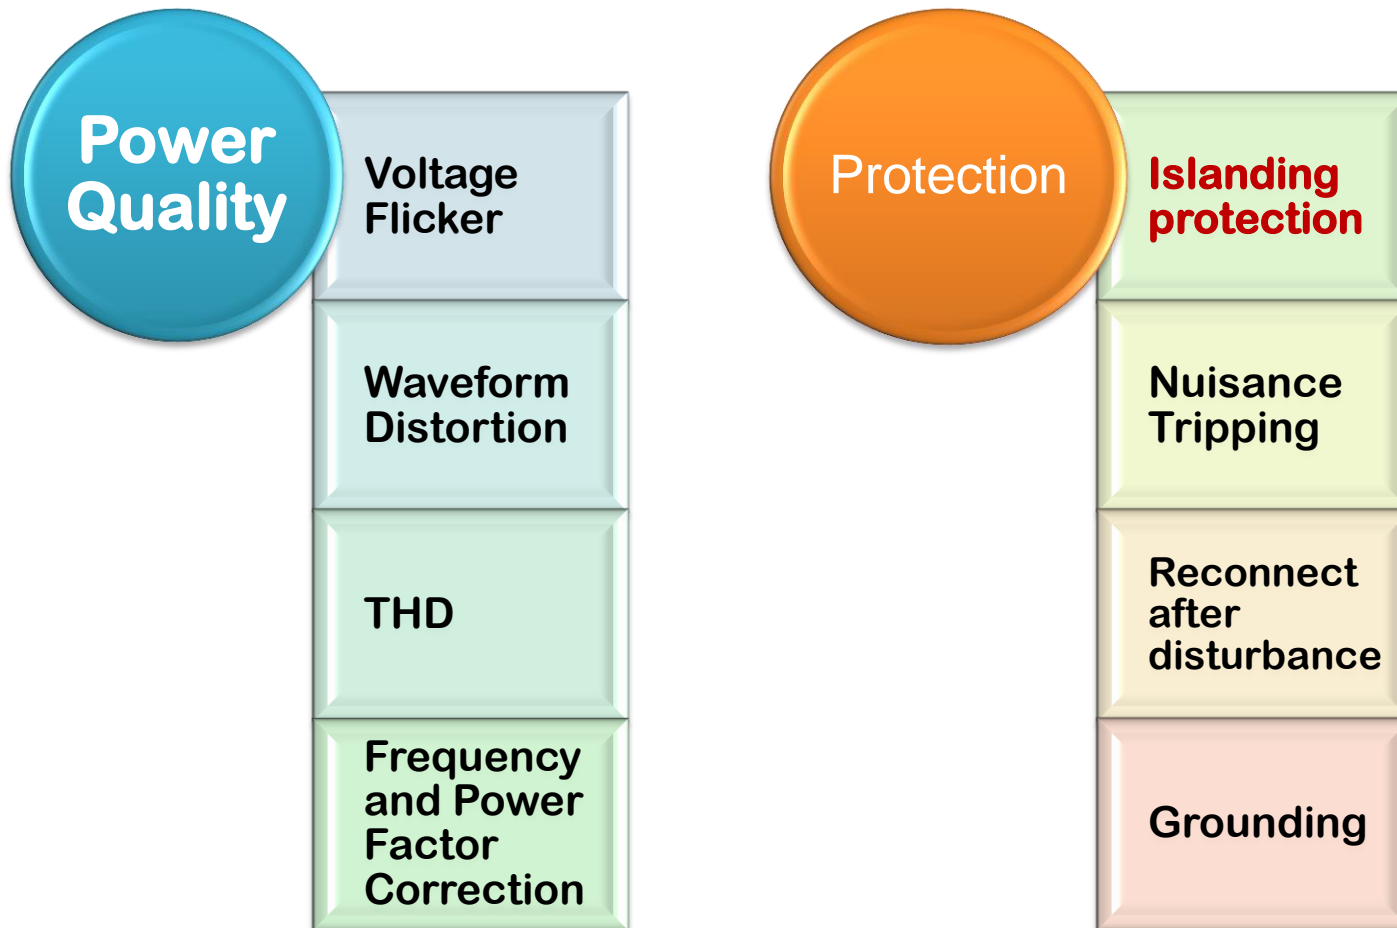 Power
Quality
Voltage
Flicker
Waveform
Distortion
THD
Frequency
and Power
Factor
Correction
Protection
Islanding
protection
Nuisance
Tripping
Reconnect
after
disturbance
Grounding